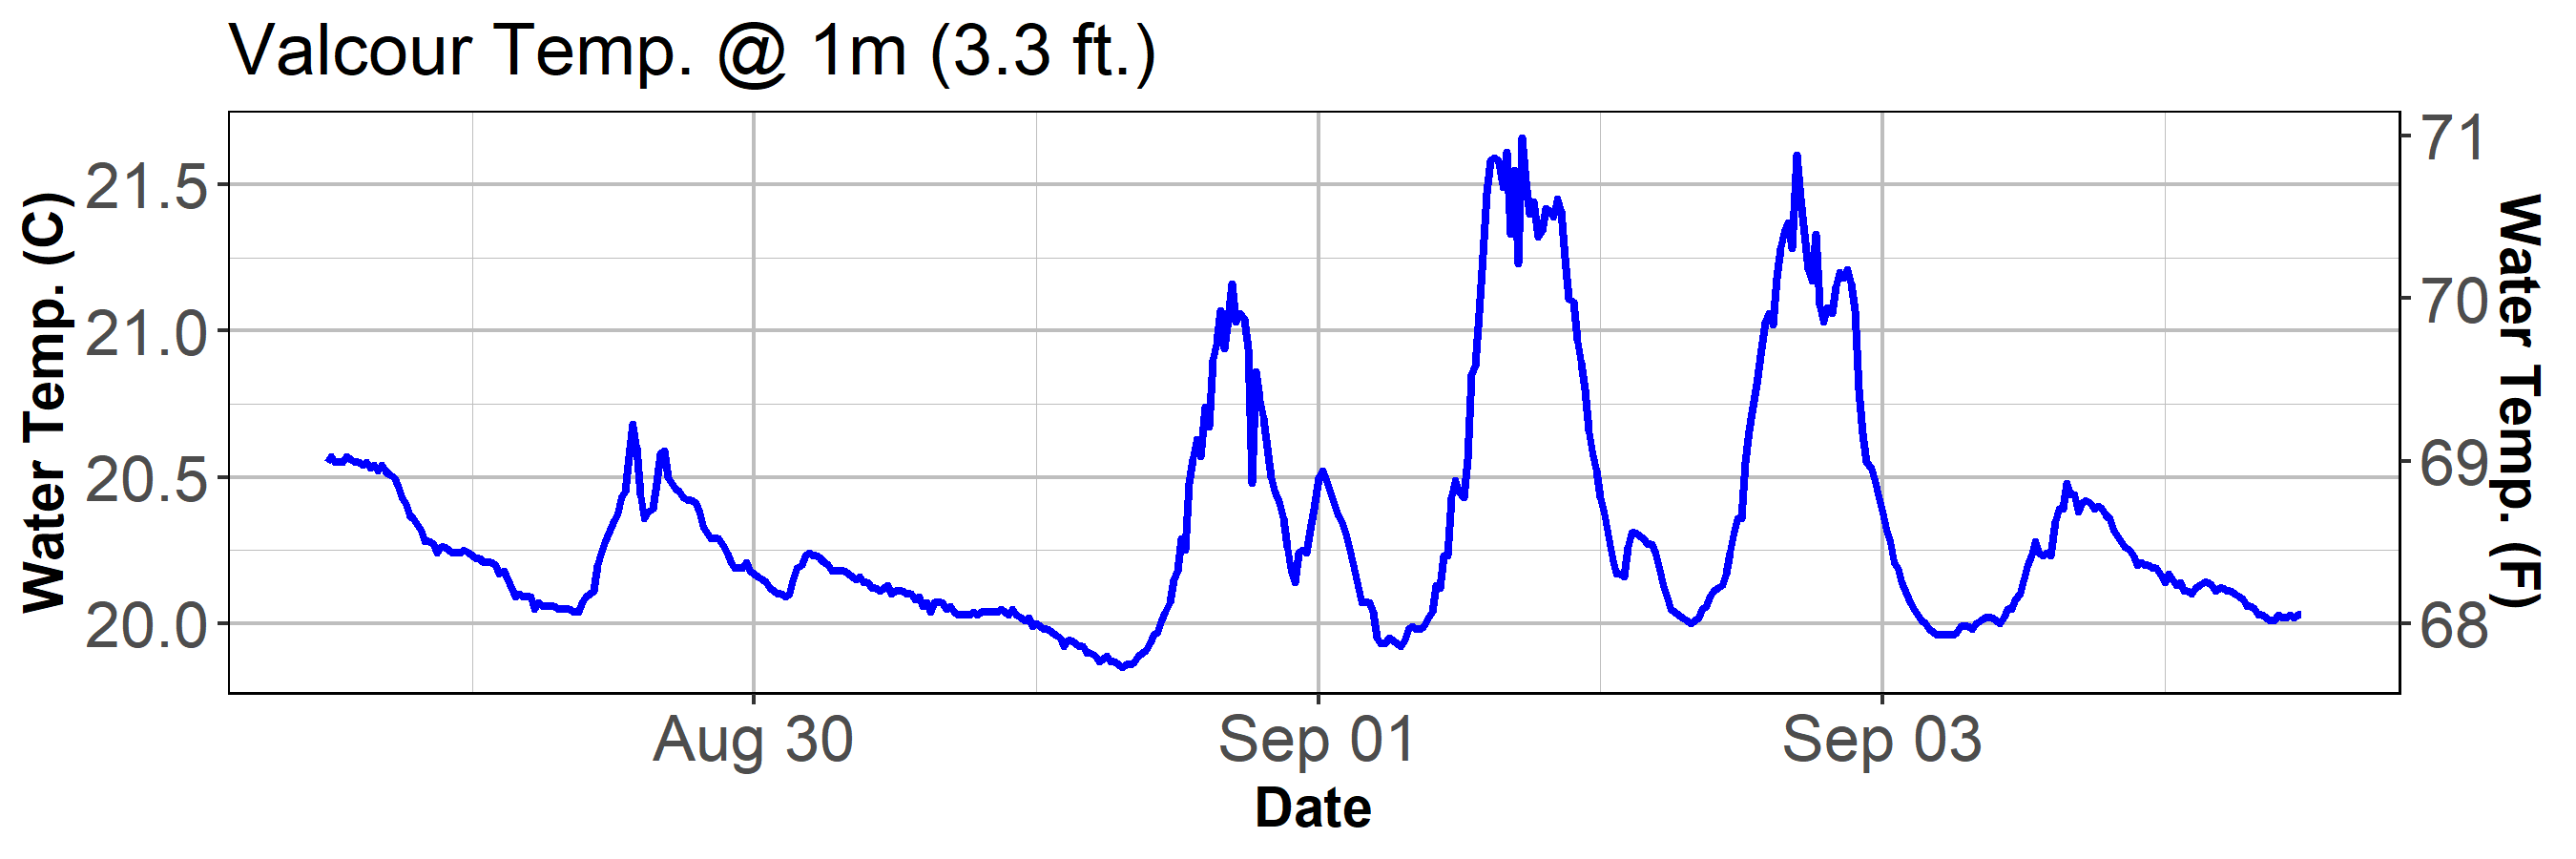 Valcour Temp. @ 1m (3.3 ft.)
Water Temp. (C)
21.5
21.0
20.5
20.0
71
70
69
68
Water Temp. (F)
Aug 30
Sep 01
Sep 03
Date